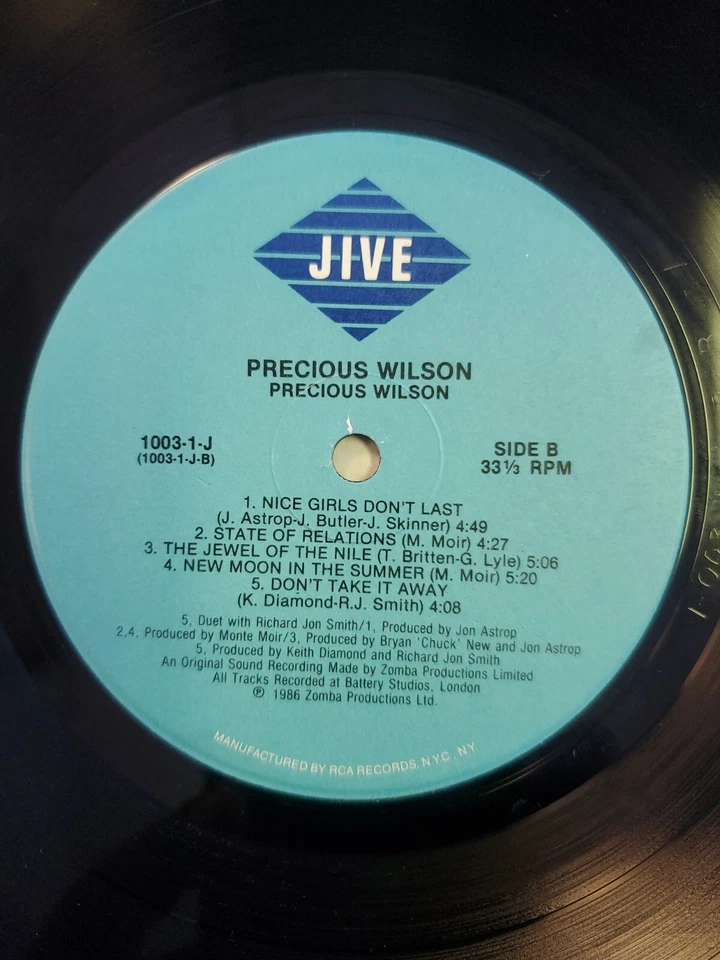 JIVE
PRECIOUS WILSON
PRECIOUS WILSON
1003-1-J
(1003-1-J-B)
SIDE B
33⅓ RPM
1. NICE GIRLS DON'T LAST
(J. Astrop-J. Butler-J. Skinner) 4:49
2. STATE OF RELATIONS (M. Moir) 4:27
3. THE JEWEL OF THE NILE (T. Britten-G. Lyle) 5:06
4. NEW MOON IN THE SUMMER (M. Moir) 5:20
5. DON'T TAKE IT AWAY
(K. Diamond-R.J. Smith) 4:08
5, Duet with Richard Jon Smith/1, Produced by Jon Astrop
2,4, Produced by Monte Moir/3, Produced by Bryan 'Chuck' New and Jon Astrop
5, Produced by Keith Diamond and Richard Jon Smith
An Original Sound Recording Made by Zomba Productions Limited
All Tracks Recorded at Battery Studios, London
℗ 1986 Zomba Productions Ltd.
MANUFACTURED BY RCA RECORDS, NYC, NY